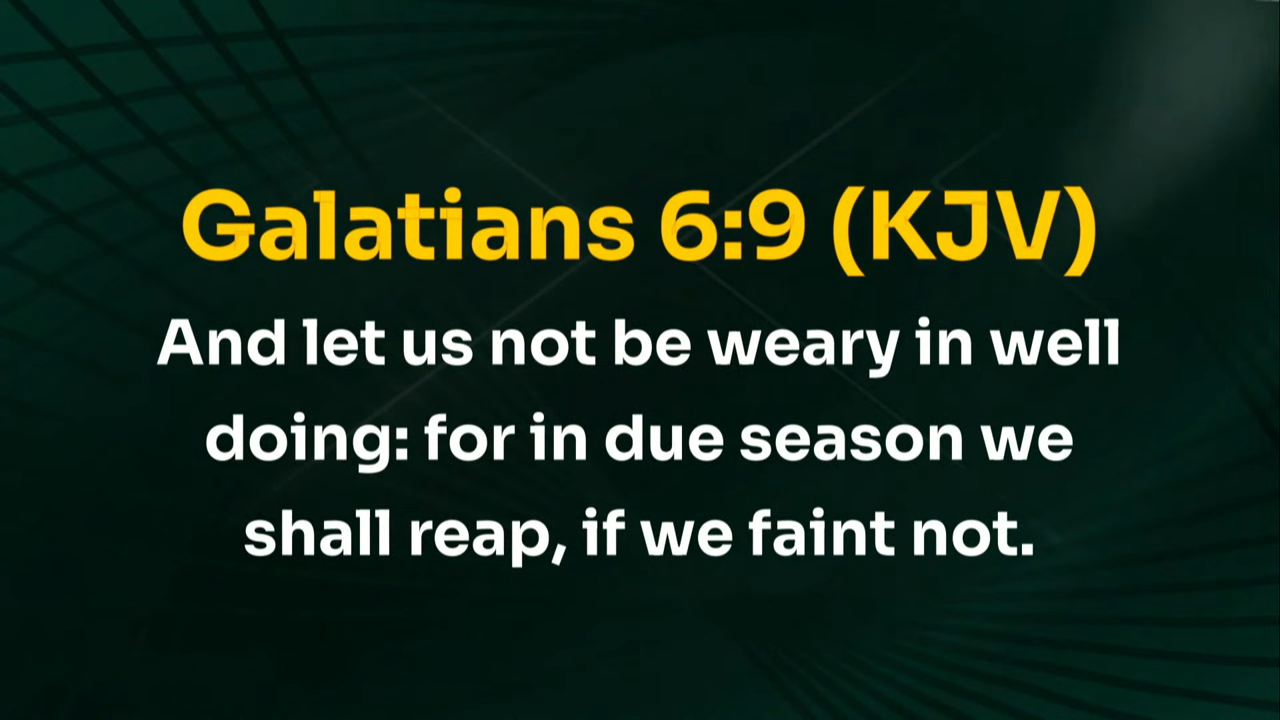 Galatians 6:9 (KJV)
And let us not be weary in well
doing: for in due season we
shall reap, if we faint not.